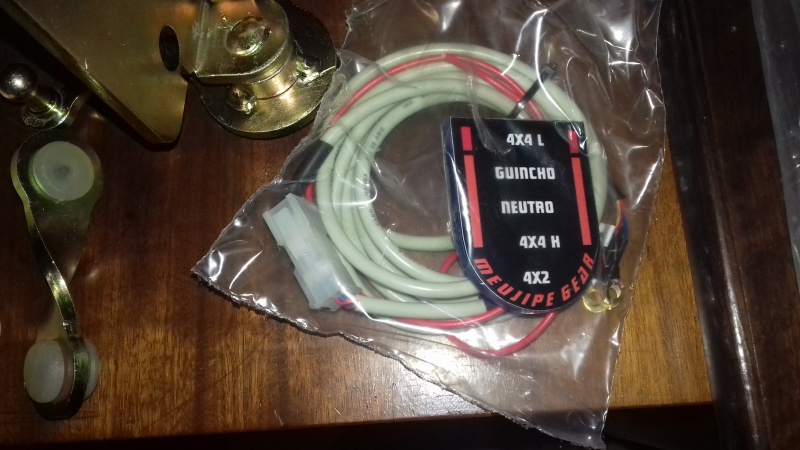 4X4 L
GUINCHO
NEUTRO
4X4 H
4X2
MEUJIPE GEAR